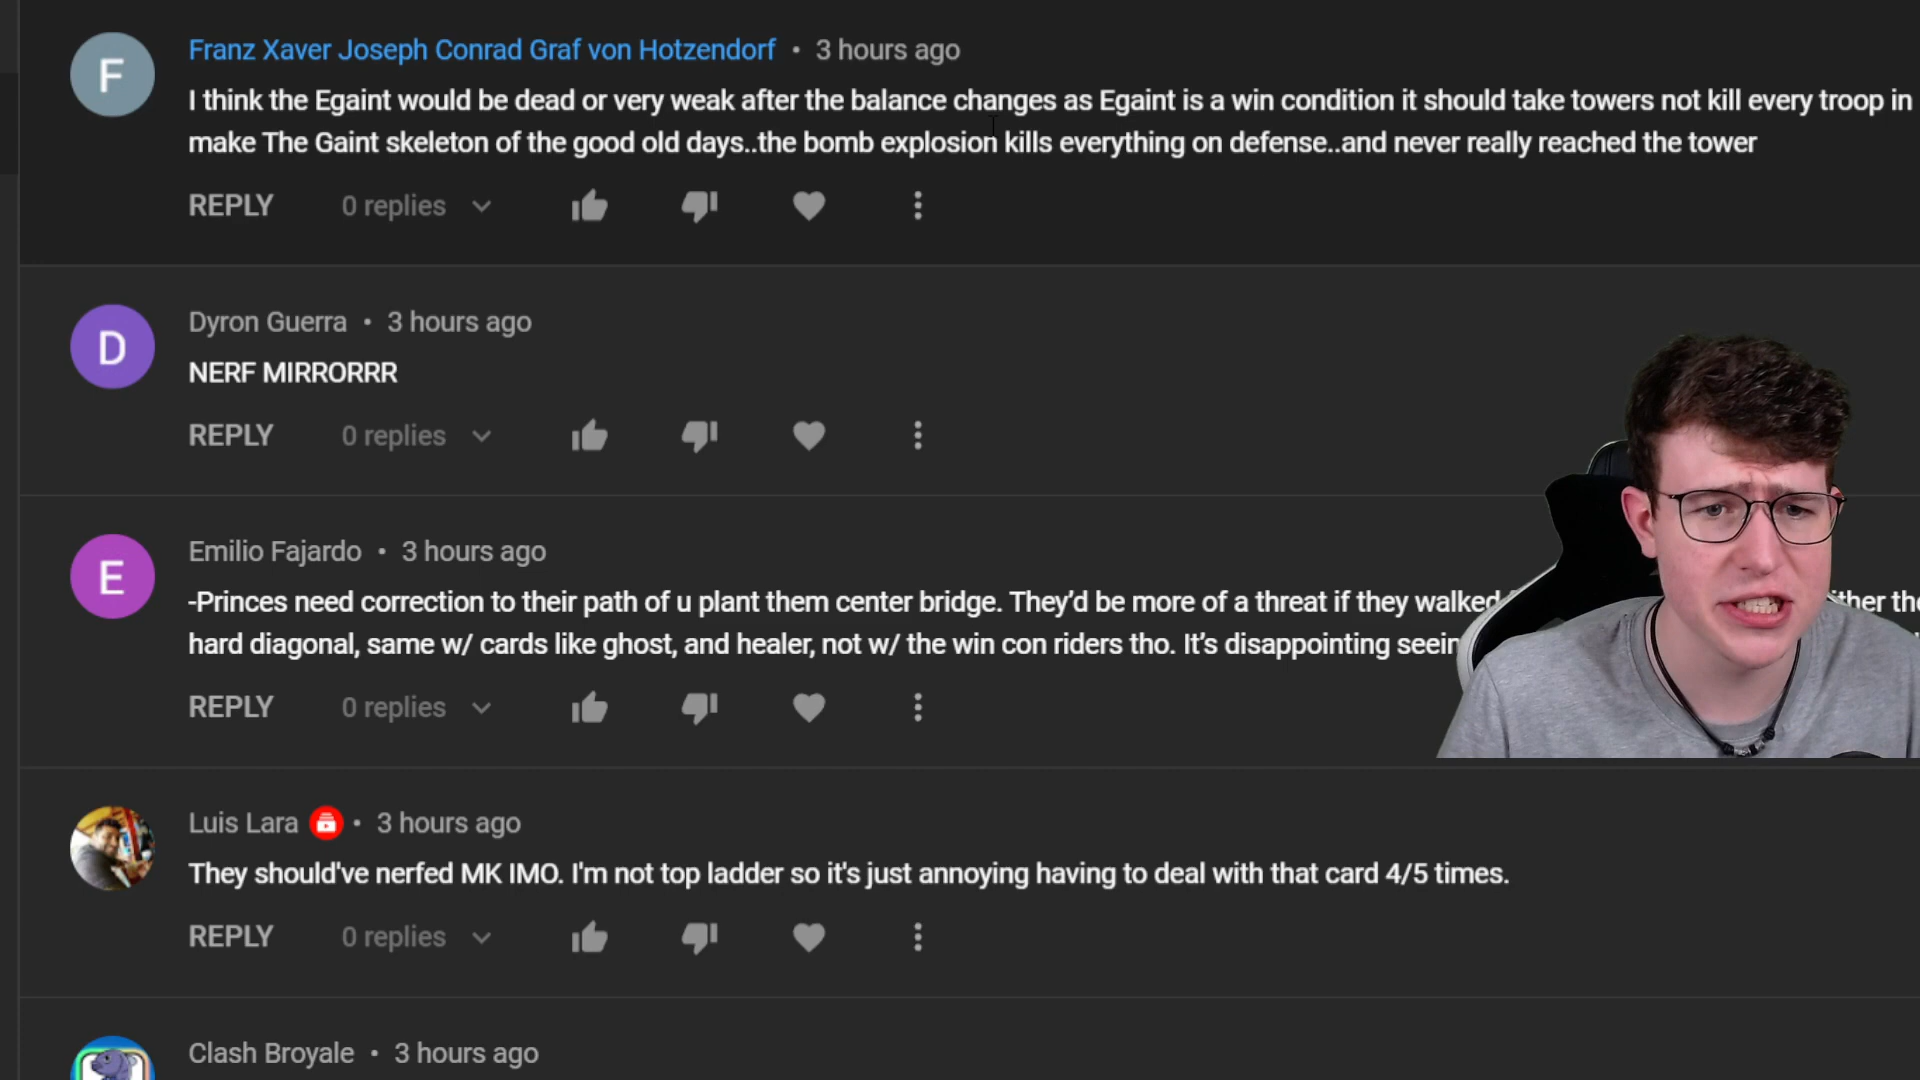 F
Franz Xaver Joseph Conrad Graf von Hotzendorf • 3 hours ago
I think the Egaint would be dead or very weak after the balance changes as Egaint is a win condition it should take towers not kill every troop in
make The Gaint skeleton of the good old days..the bomb explosion kills everything on defense..and never really reached the tower
REPLY 0 replies
D
Dyron Guerra • 3 hours ago
NERF MIRRORRR
REPLY 0 replies
E
Emilio Fajardo • 3 hours ago
-Princes need correction to their path of u plant them center bridge. They’d be more of a threat if they walked
hard diagonal, same w/ cards like ghost, and healer, not w/ the win con riders tho. It’s disappointing
REPLY 0 replies
Luis Lara • 3 hours ago
They should've nerfed MK IMO. I'm not top ladder so it's just annoying having to deal with that card 4/5 times.
REPLY 0 replies
Clash Broyale • 3 hours ago